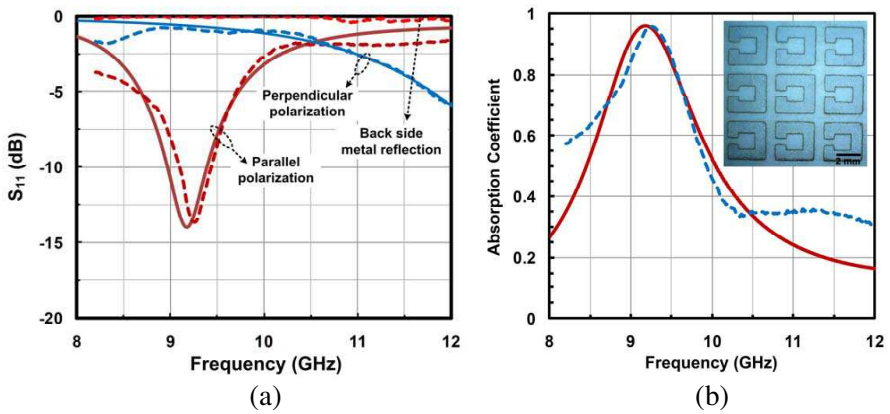 0
-5
-10
-15
-20
S11 (dB)
8
9
10
11
12
Frequency (GHz)
Perpendicular
polarization
Back side
metal reflection
Parallel
polarization
(a)
1
0.8
0.6
0.4
0.2
0
Absorption Coefficient
8
9
10
11
12
Frequency (GHz)
2 mm
(b)